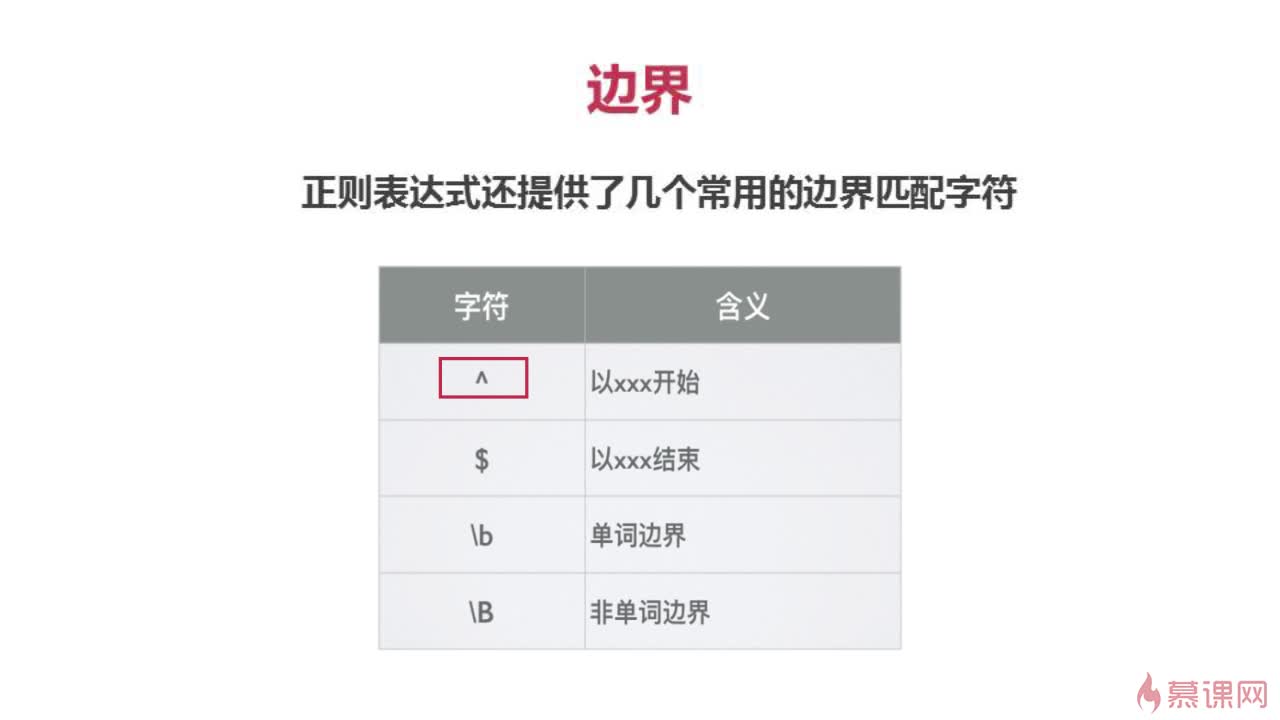 边界
正则表达式还提供了几个常用的边界匹配字符
字符 含义
^ 以xxx开始
$ 以xxx结束
\b 单词边界
\B 非单词边界
慕课网